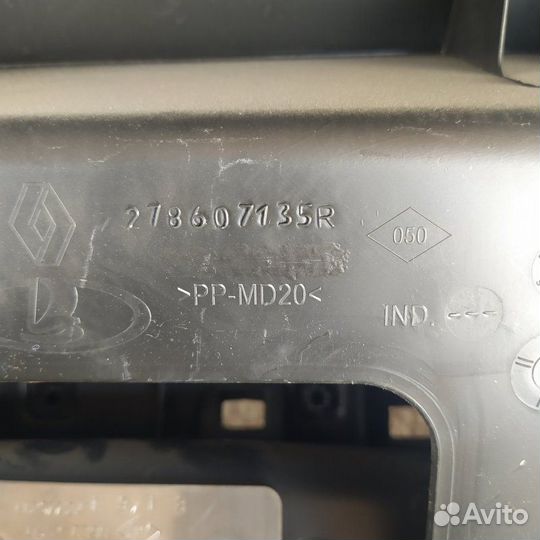 278607135R
050
>PP-MD20<
IND. ---
Avito